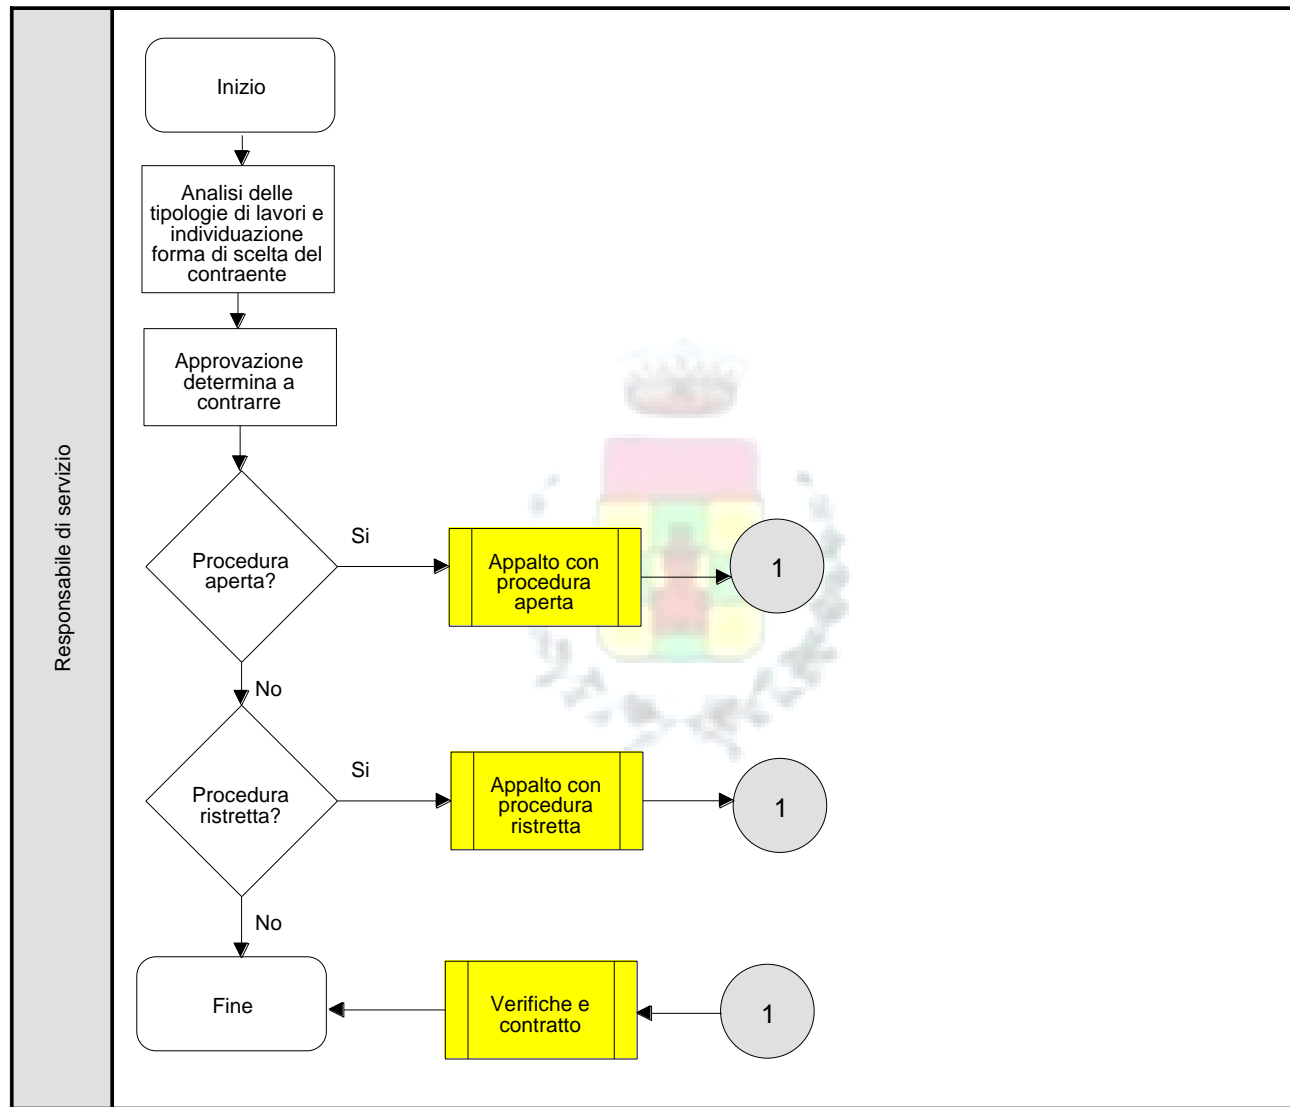 Responsabile di servizio
Inizio
Analisi delle
tipologie di lavori e
individuazione
forma di scelta del
contraente
Approvazione
determina a
contrarre
Procedura
aperta?
Si
Appalto con
procedura
aperta
1
No
Procedura
ristretta?
Si
Appalto con
procedura
ristretta
1
No
Fine
Verifiche e
contratto
1